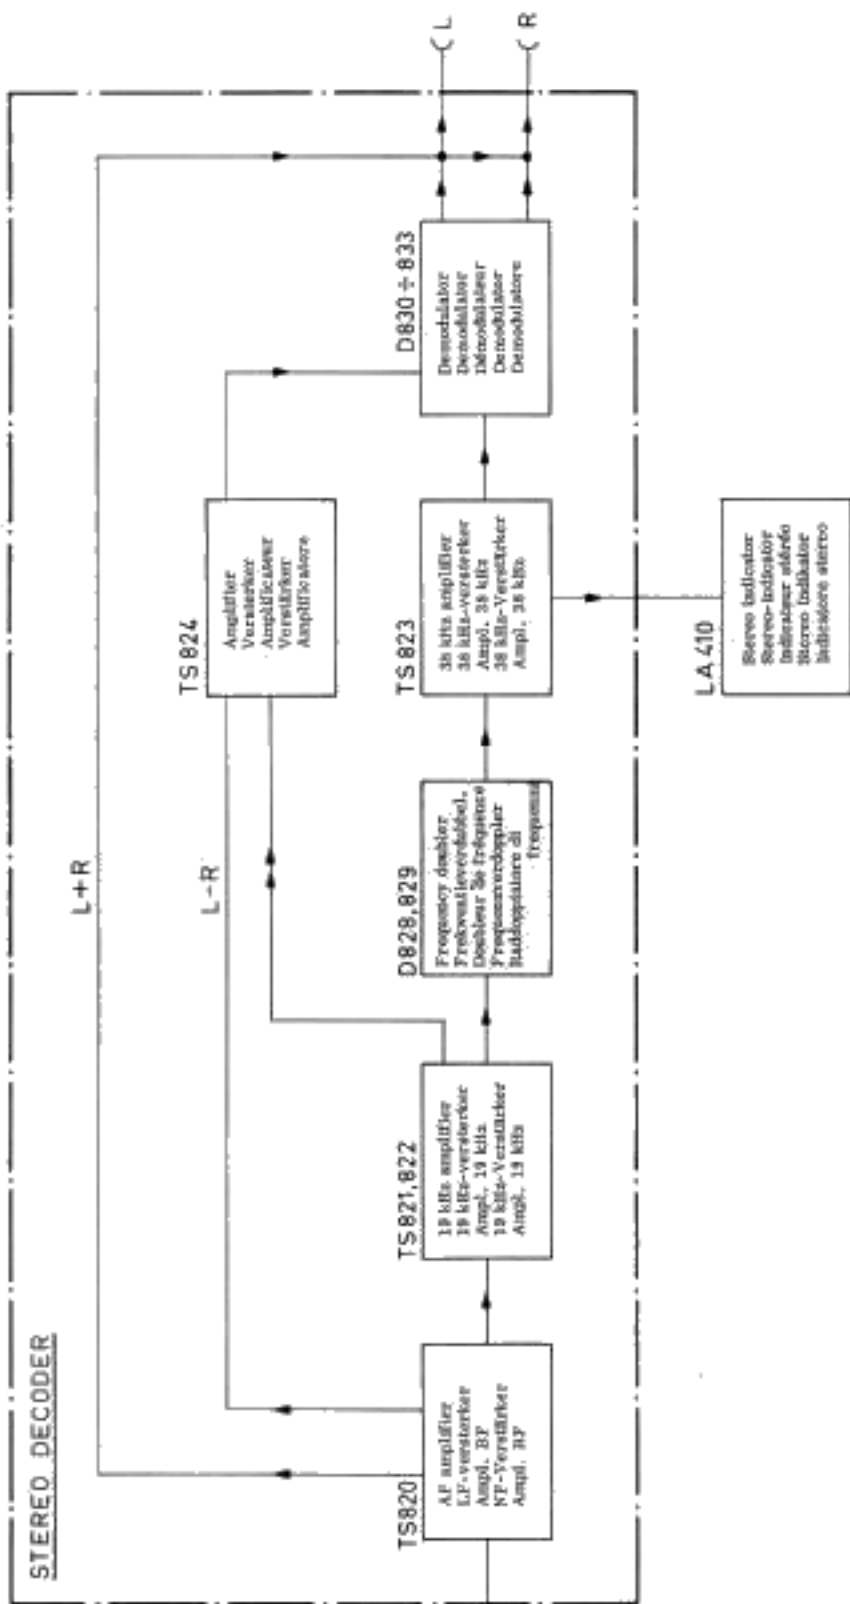 STEREO DECODER
L+R
L-R
TS824
Amplifier
Versterker
Amplificateur
Verstärker
Amplificatore
TS820
AF amplifier
LF-versterker
Ampl. BF
NF-Verstärker
Ampl. BF
TS821,822
19 kHz amplifier
19 kHz-versterker
Ampl. 19 kHz
19 kHz-Verstärker
Ampl. 19 kHz
D828,829
Frequency doubler
Frekwentieverdubbel.
Doubleur de fréquence
Frequenzverdoppler
Raddoppiatore di
frequenza
TS823
38 kHz amplifier
38 kHz-versterker
Ampl. 38 kHz
38 kHz-Verstärker
Ampl. 38 kHz
D830÷833
Demodulator
Demodulator
Démodulateur
Demodulator
Demodulatore
L
R
LA410
Stereo indicator
Stereo-indicator
Indicateur stéréo
Stereo Indikator
Indicatore stereo